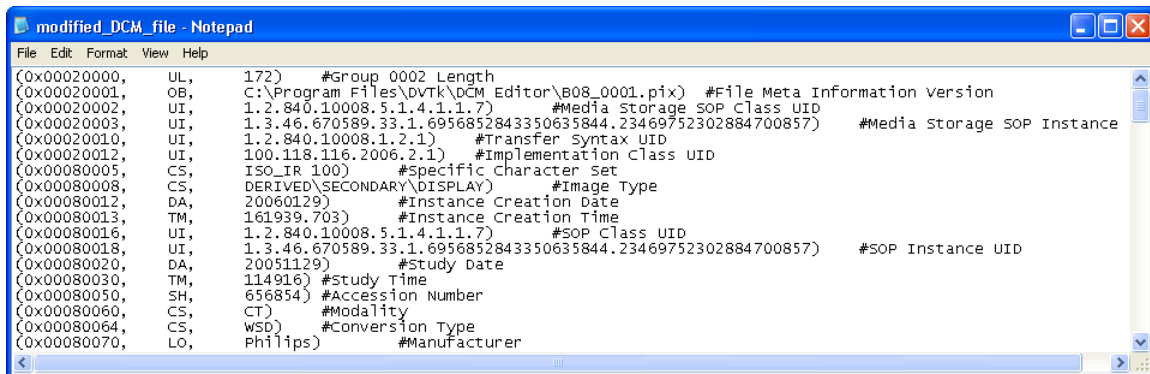 modified_DCM_file - Notepad
File Edit Format View Help
(0x00020000, UL, 172) #Group 0002 Length
(0x00020001, OB, C:\Program Files\DVTk\DCM Editor\B08_0001.pix) #File Meta Information Version
(0x00020002, UI, 1.2.840.10008.5.1.4.1.1.7) #Media Storage SOP Class UID
(0x00020003, UI, 1.3.46.670589.33.1.6956852843350635844.23469752302884700857) #Media Storage SOP Instance
(0x00020010, UI, 1.2.840.10008.1.2.1) #Transfer Syntax UID
(0x00020012, UI, 100.118.116.2006.2.1) #Implementation Class UID
(0x00080005, CS, ISO_IR 100) #Specific Character Set
(0x00080008, CS, DERIVED\SECONDARY\DISPLAY) #Image Type
(0x00080012, DA, 20060129) #Instance Creation Date
(0x00080013, TM, 161939.703) #Instance Creation Time
(0x00080016, UI, 1.2.840.10008.5.1.4.1.1.7) #SOP Class UID
(0x00080018, UI, 1.3.46.670589.33.1.6956852843350635844.23469752302884700857) #SOP Instance UID
(0x00080020, DA, 20051129) #Study Date
(0x00080030, TM, 114916) #Study Time
(0x00080050, SH, 656854) #Accession Number
(0x00080060, CS, CT) #Modality
(0x00080064, CS, WSD) #Conversion Type
(0x00080070, LO, Philips) #Manufacturer